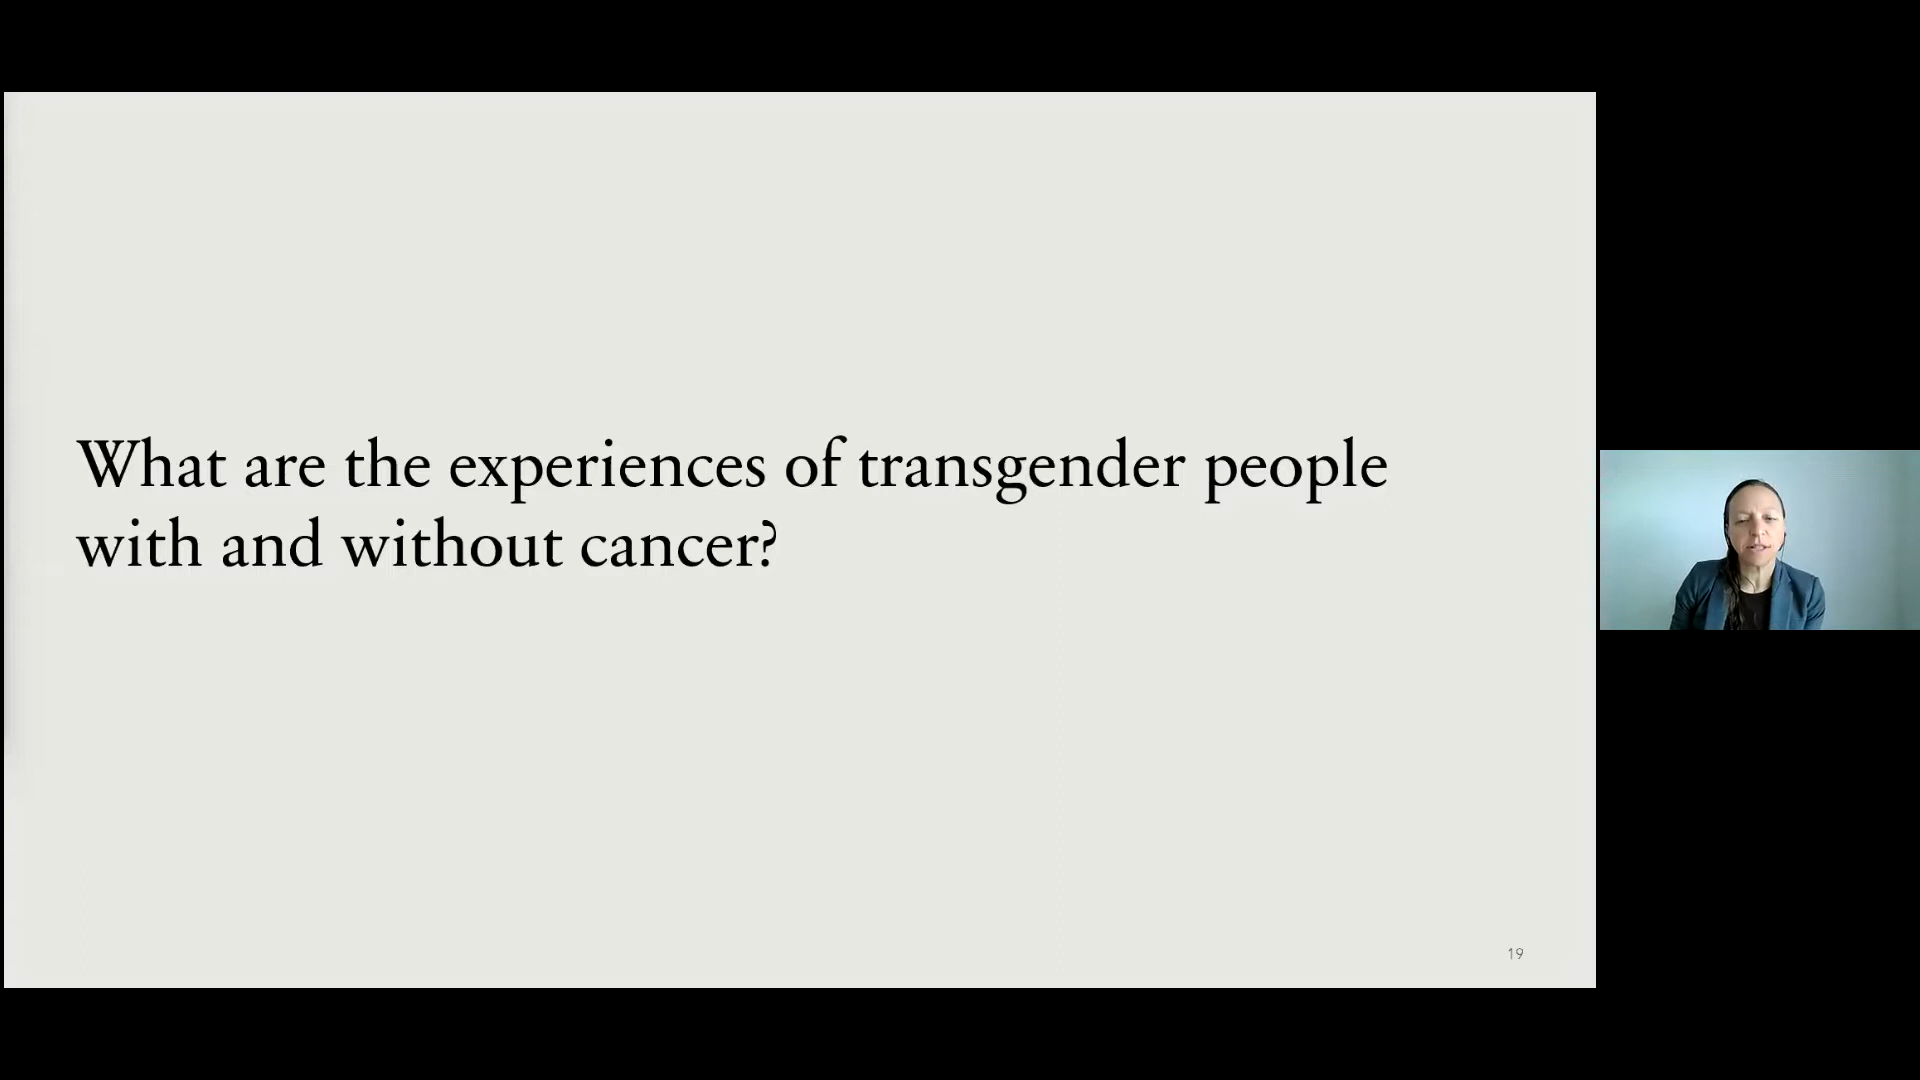 What are the experiences of transgender people
with and without cancer?
19